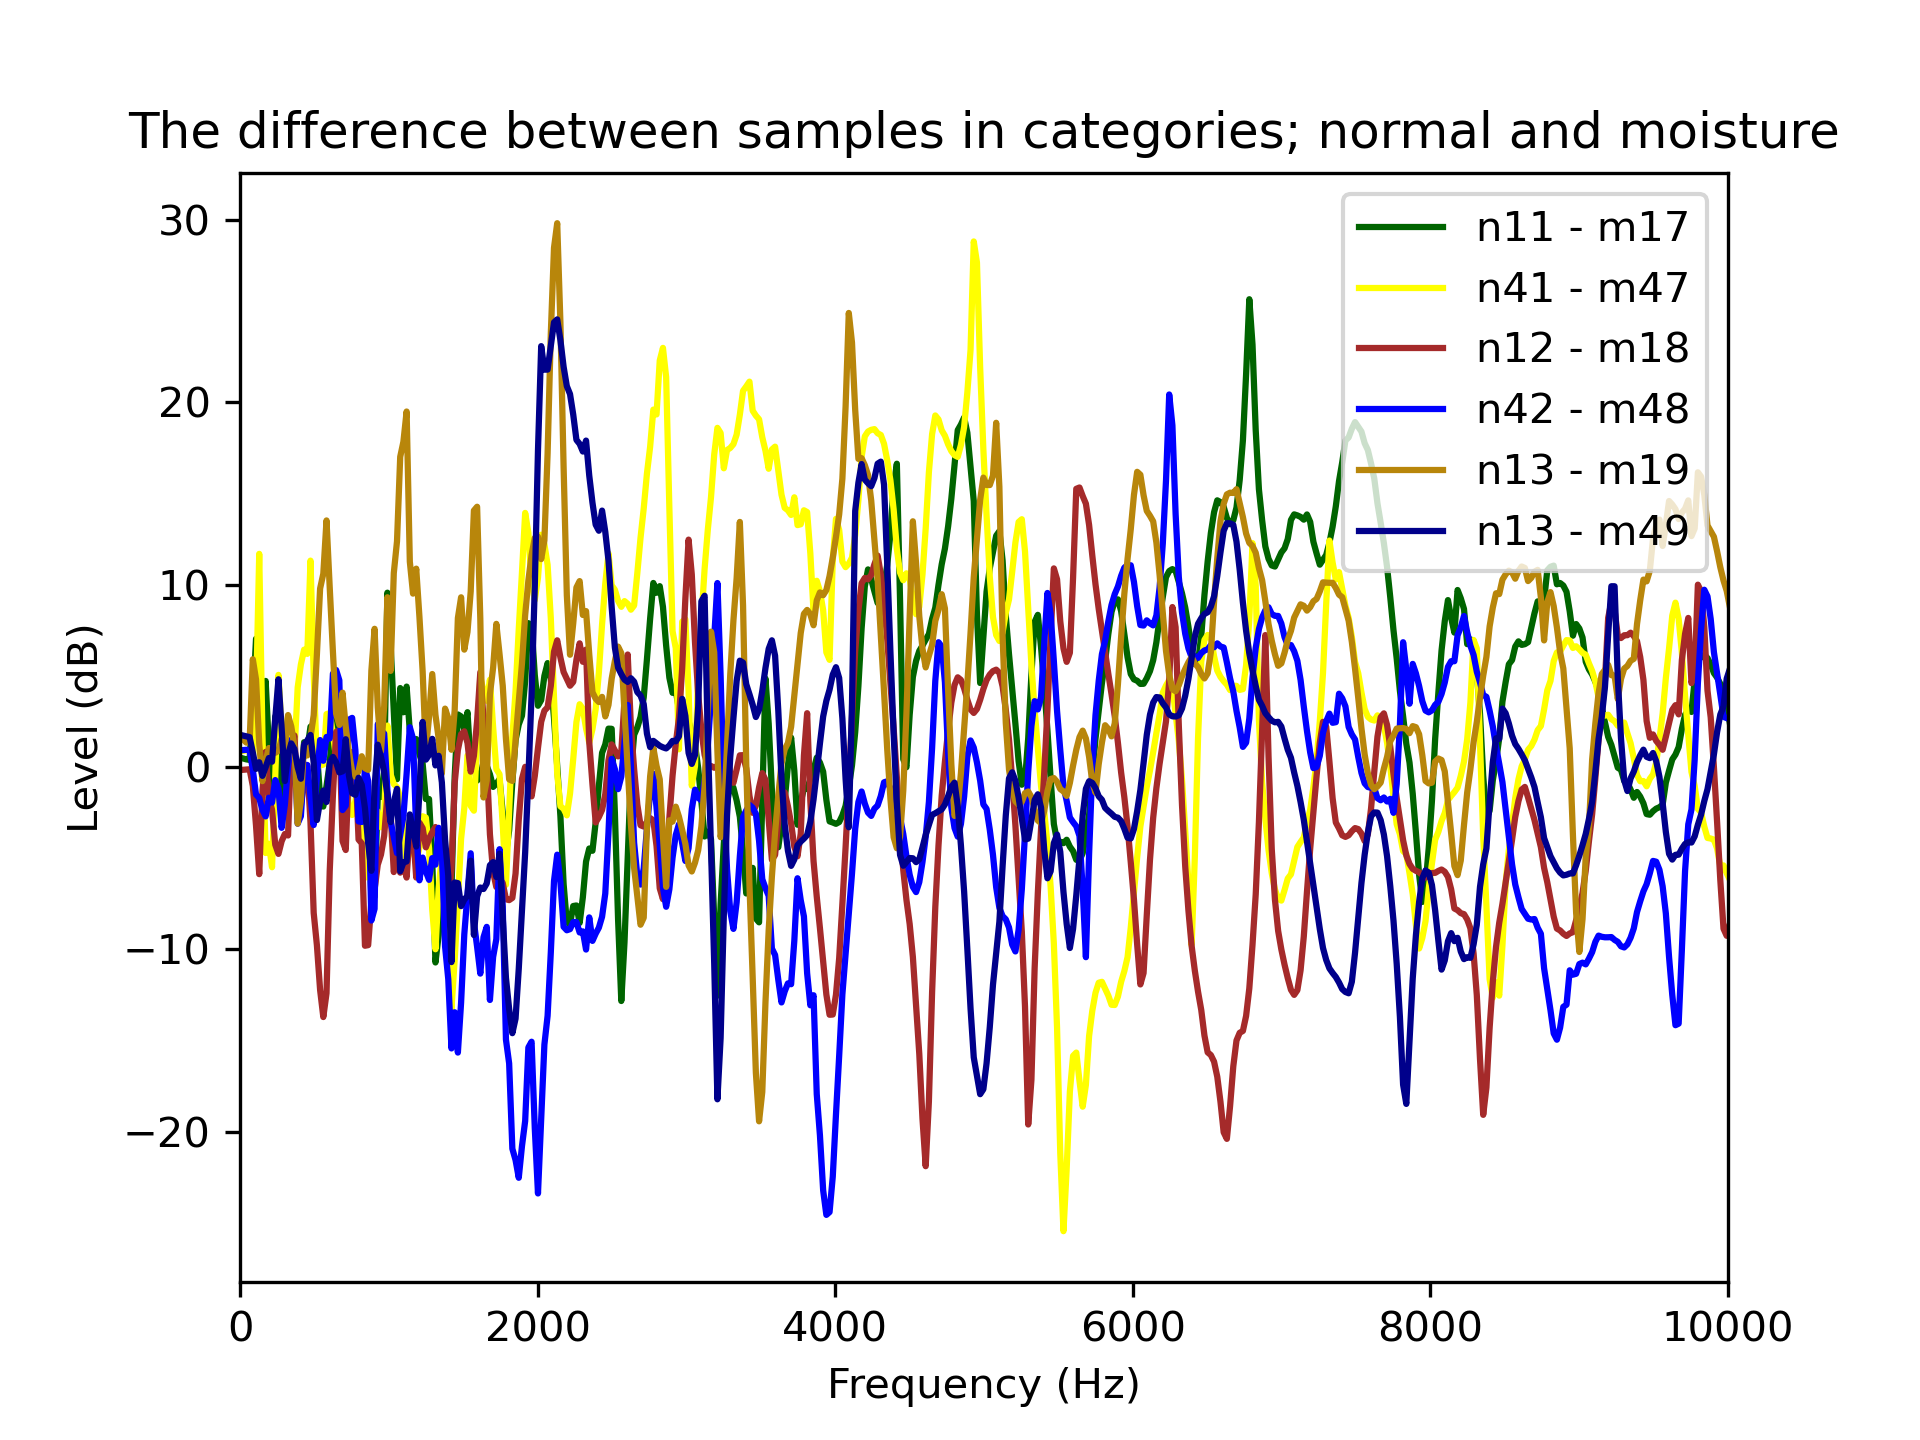 The difference between samples in categories; normal and moisture
30
20
10
0
−10
−20
Level (dB)
n11 - m17
n41 - m47
n12 - m18
n42 - m48
n13 - m19
n13 - m49
0 2000 4000 6000 8000 10000
Frequency (Hz)